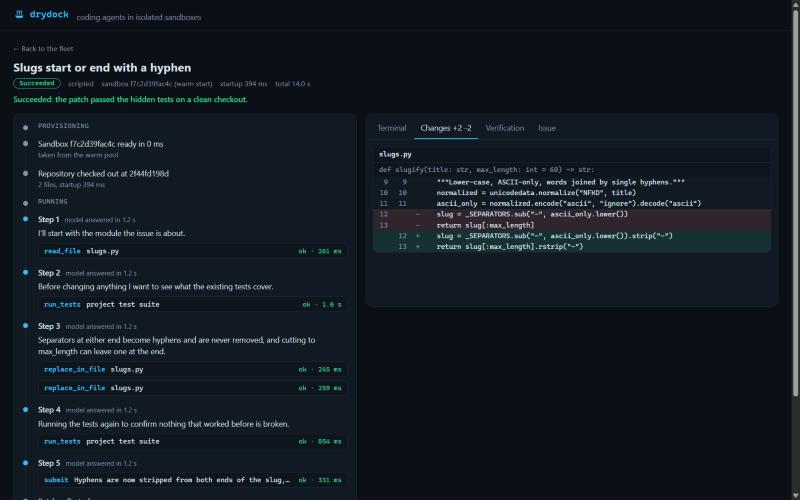 drydock coding agents in isolated sandboxes
← Back to the fleet
Slugs start or end with a hyphen
Succeeded scripted sandbox f7c2d39fac4c (warm start) startup 394 ms total 14.0 s
Succeeded: the patch passed the hidden tests on a clean checkout.
PROVISIONING
Sandbox f7c2d39fac4c ready in 0 ms
taken from the warm pool
Repository checked out at 2f44fd198d
2 files, startup 394 ms
RUNNING
Step 1 model answered in 1.2 s
I'll start with the module the issue is about.
read_file slugs.py ok · 261 ms
Step 2 model answered in 1.2 s
Before changing anything I want to see what the existing tests cover.
run_tests project test suite ok · 1.0 s
Step 3 model answered in 1.2 s
Separators at either end become hyphens and are never removed, and cutting to
max_length can leave one at the end.
replace_in_file slugs.py ok · 245 ms
replace_in_file slugs.py ok · 259 ms
Step 4 model answered in 1.2 s
Running the tests again to confirm nothing that worked before is broken.
run_tests project test suite ok · 854 ms
Step 5 model answered in 1.2 s
submit Hyphens are now stripped from both ends of the slug,… ok · 331 ms
Terminal Changes +2 -2 Verification Issue
slugs.py
def slugify(title: str, max_length: int = 60) -> str:
9 9 """Lower-case, ASCII-only, words joined by single hyphens."""
10 10 normalized = unicodedata.normalize("NFKD", title)
11 11 ascii_only = normalized.encode("ascii", "ignore").decode("ascii")
12 - slug = _SEPARATORS.sub("-", ascii_only.lower())
13 - return slug[:max_length]
12 + slug = _SEPARATORS.sub("-", ascii_only.lower()).strip("-")
13 + return slug[:max_length].rstrip("-")